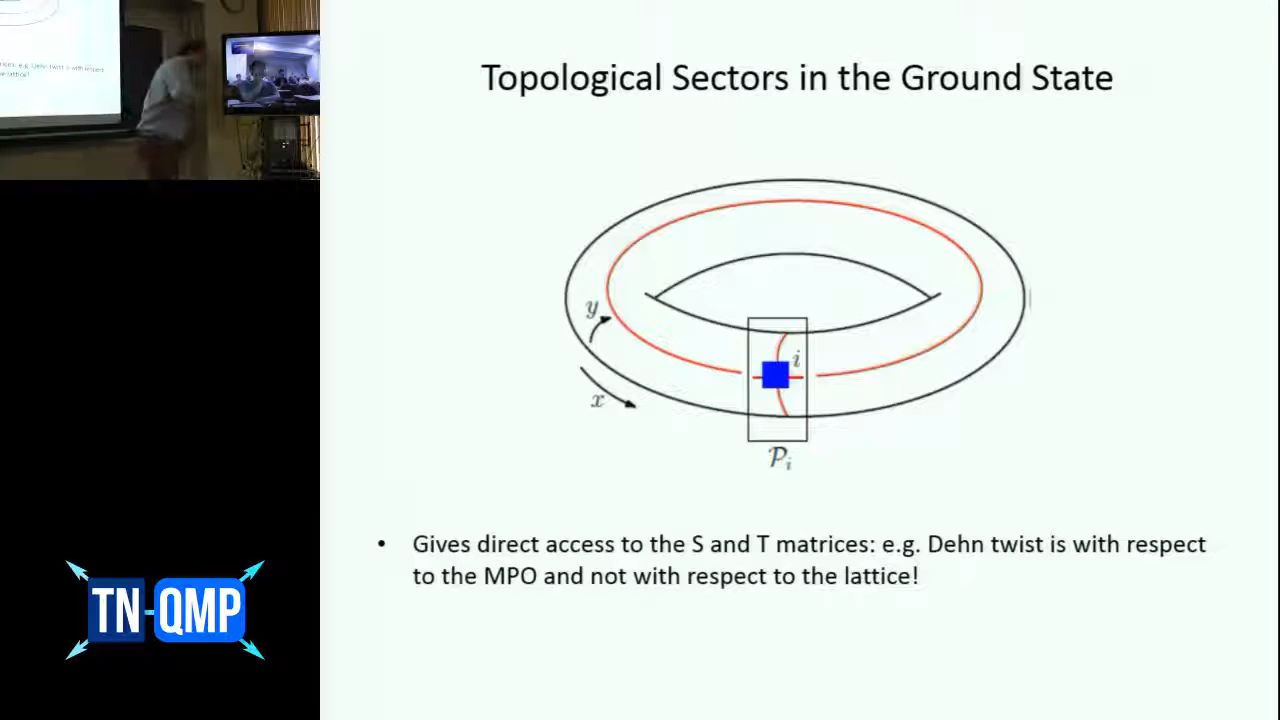 Topological Sectors in the Ground State
y
i
x
𝒫ᵢ
• Gives direct access to the S and T matrices: e.g. Dehn twist is with respect
to the MPO and not with respect to the lattice!
TN-QMP